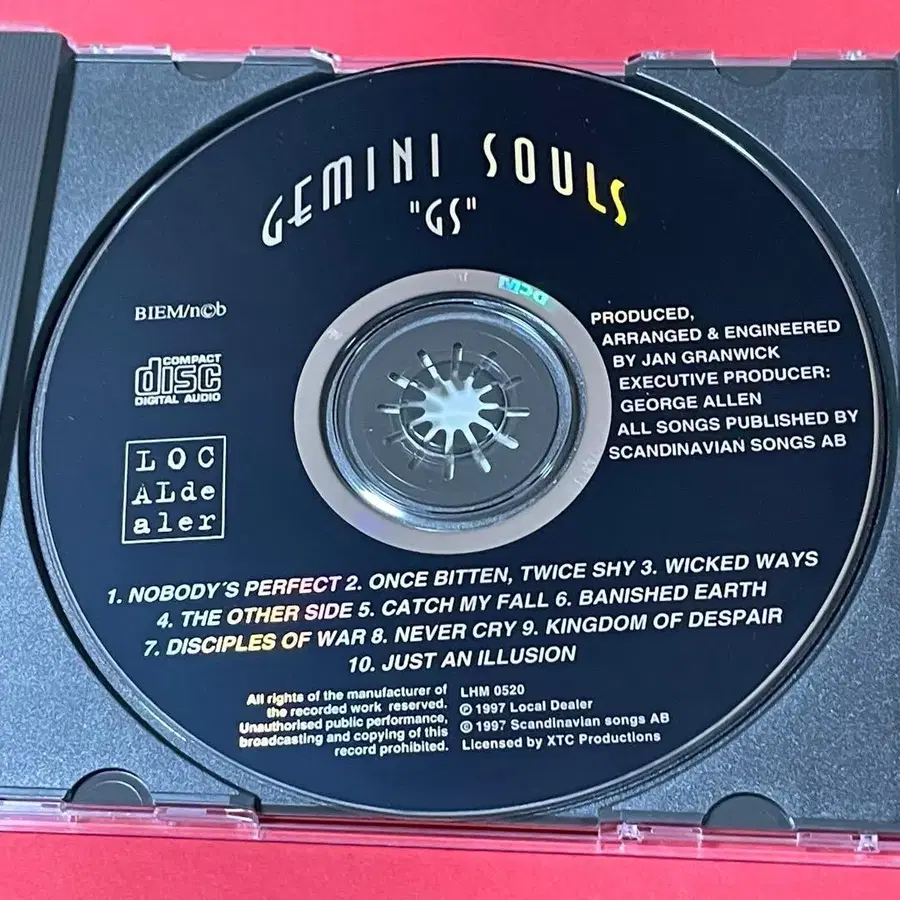 GEMINI SOULS
"GS"
BIEM/n©b
COMPACT
disc
DIGITAL AUDIO
LOC
ALde
aler
PRODUCED,
ARRANGED & ENGINEERED
BY JAN GRANWICK
EXECUTIVE PRODUCER:
GEORGE ALLEN
ALL SONGS PUBLISHED BY
SCANDINAVIAN SONGS AB
1. NOBODY´S PERFECT 2. ONCE BITTEN, TWICE SHY 3. WICKED WAYS
4. THE OTHER SIDE 5. CATCH MY FALL 6. BANISHED EARTH
7. DISCIPLES OF WAR 8. NEVER CRY 9. KINGDOM OF DESPAIR
10. JUST AN ILLUSION
All rights of the manufacturer of
the recorded work reserved.
Unauthorised public performance,
broadcasting and copying of this
record prohibited.
LHM 0520
℗ 1997 Local Dealer
© 1997 Scandinavian songs AB
Licensed by XTC Productions